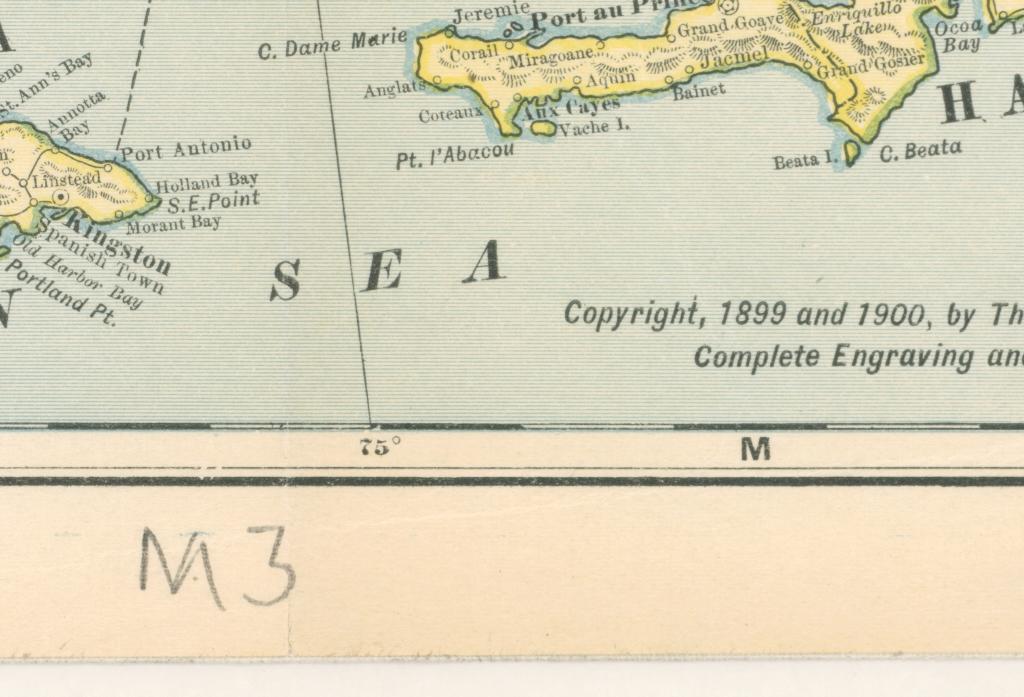 Jeremie
Port au
C. Dame Marie
Corail
Miragoane
Grand Goave
Enriquillo
Lake
Ocoa
Bay
St. Ann's Bay
Anglats
Aquin
Jacmel
Grand Gosier
Annotta
Bay
Coteaux
Aux Cayes
Bainet
Vache I.
H A
Port Antonio
Pt. l'Abacou
Beata I.
C. Beata
Linstead
Holland Bay
S.E.Point
Morant Bay
Kingston
Spanish Town
Old Harbor Bay
Portland Pt.
S E A
N
Copyright, 1899 and 1900, by Th
Complete Engraving an
75°
M
M3